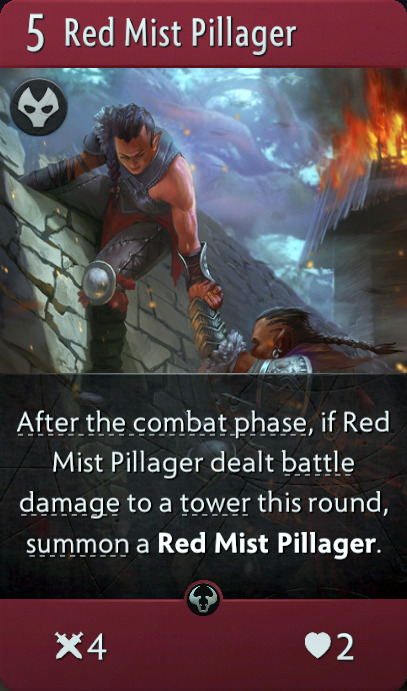 5 Red Mist Pillager
After the combat phase, if Red
Mist Pillager dealt battle
damage to a tower this round,
summon a Red Mist Pillager.
4 2